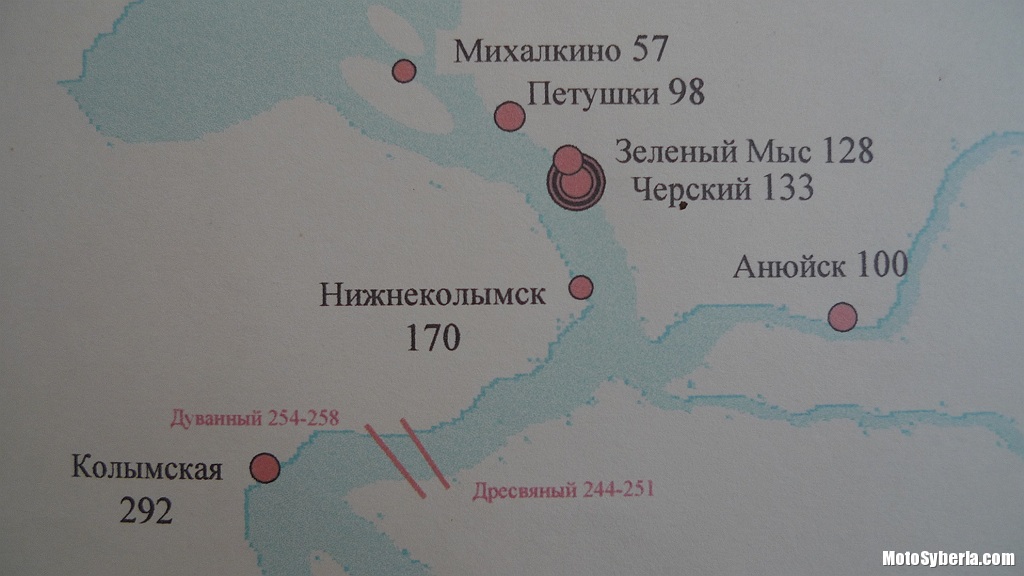 Михалкино 57
Петушки 98
Зеленый Мыс 128
Черский 133
Анюйск 100
Нижнеколымск
170
Дуванный 254-258
Колымская
292
Дресвяный 244-251
MotoSyberia.com